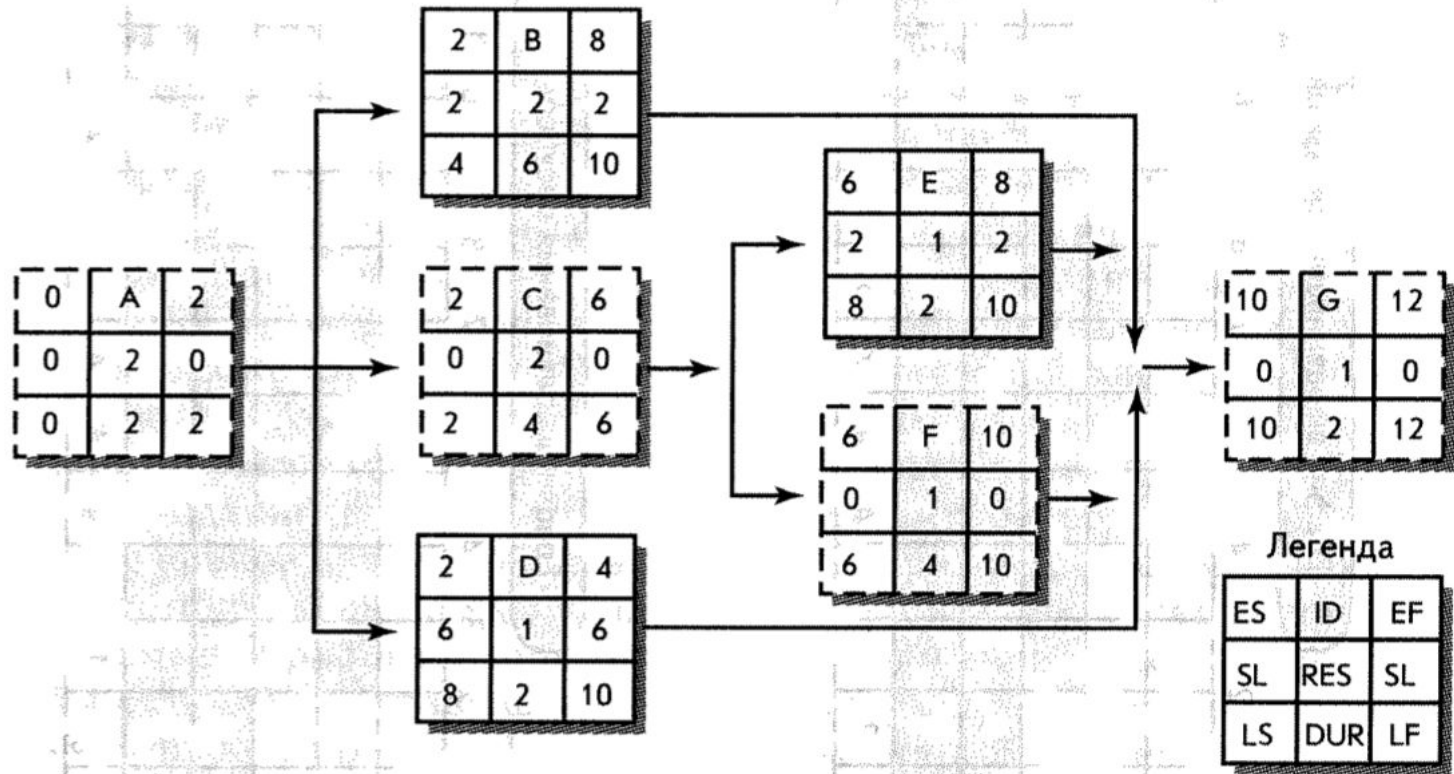 2 B 8
2 2 2
4 6 10
6 E 8
2 1 2
8 2 10
0 A 2
0 2 0
0 2 2
2 C 6
0 2 0
2 4 6
6 F 10
0 1 0
6 4 10
10 G 12
0 1 0
10 2 12
2 D 4
6 1 6
8 2 10
Легенда
ES ID EF
SL RES SL
LS DUR LF